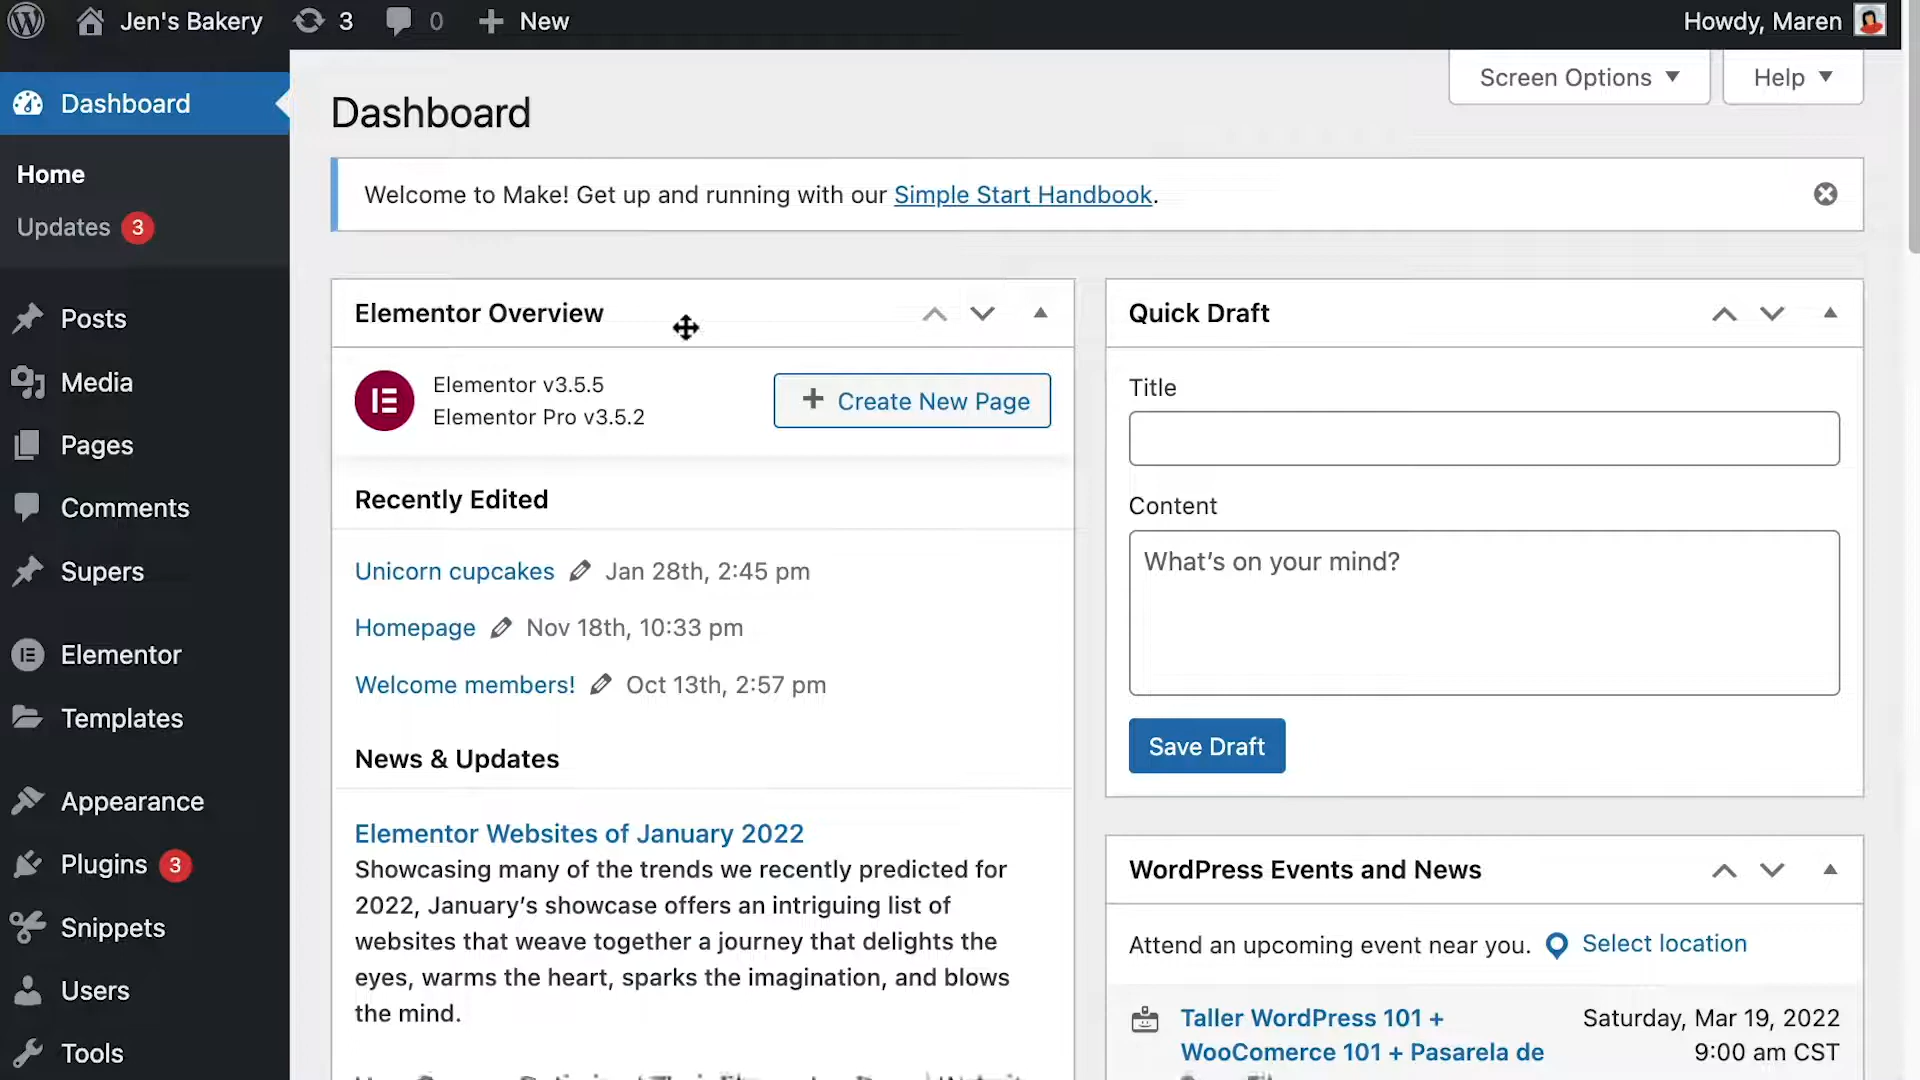 Jen's Bakery 3 0 New Howdy, Maren
Dashboard
Home
Updates 3
Posts
Media
Pages
Comments
Supers
Elementor
Templates
Appearance
Plugins 3
Snippets
Users
Tools
Screen Options Help
Dashboard
Welcome to Make! Get up and running with our Simple Start Handbook.
Elementor Overview
Elementor v3.5.5
Elementor Pro v3.5.2
Create New Page
Recently Edited
Unicorn cupcakes Jan 28th, 2:45 pm
Homepage Nov 18th, 10:33 pm
Welcome members! Oct 13th, 2:57 pm
News & Updates
Elementor Websites of January 2022
Showcasing many of the trends we recently predicted for
2022, January’s showcase offers an intriguing list of
websites that weave together a journey that delights the
eyes, warms the heart, sparks the imagination, and blows
the mind.
Quick Draft
Title
Content
What’s on your mind?
Save Draft
WordPress Events and News
Attend an upcoming event near you. Select location
Taller WordPress 101 + Saturday, Mar 19, 2022
WooComerce 101 + Pasarela de 9:00 am CST